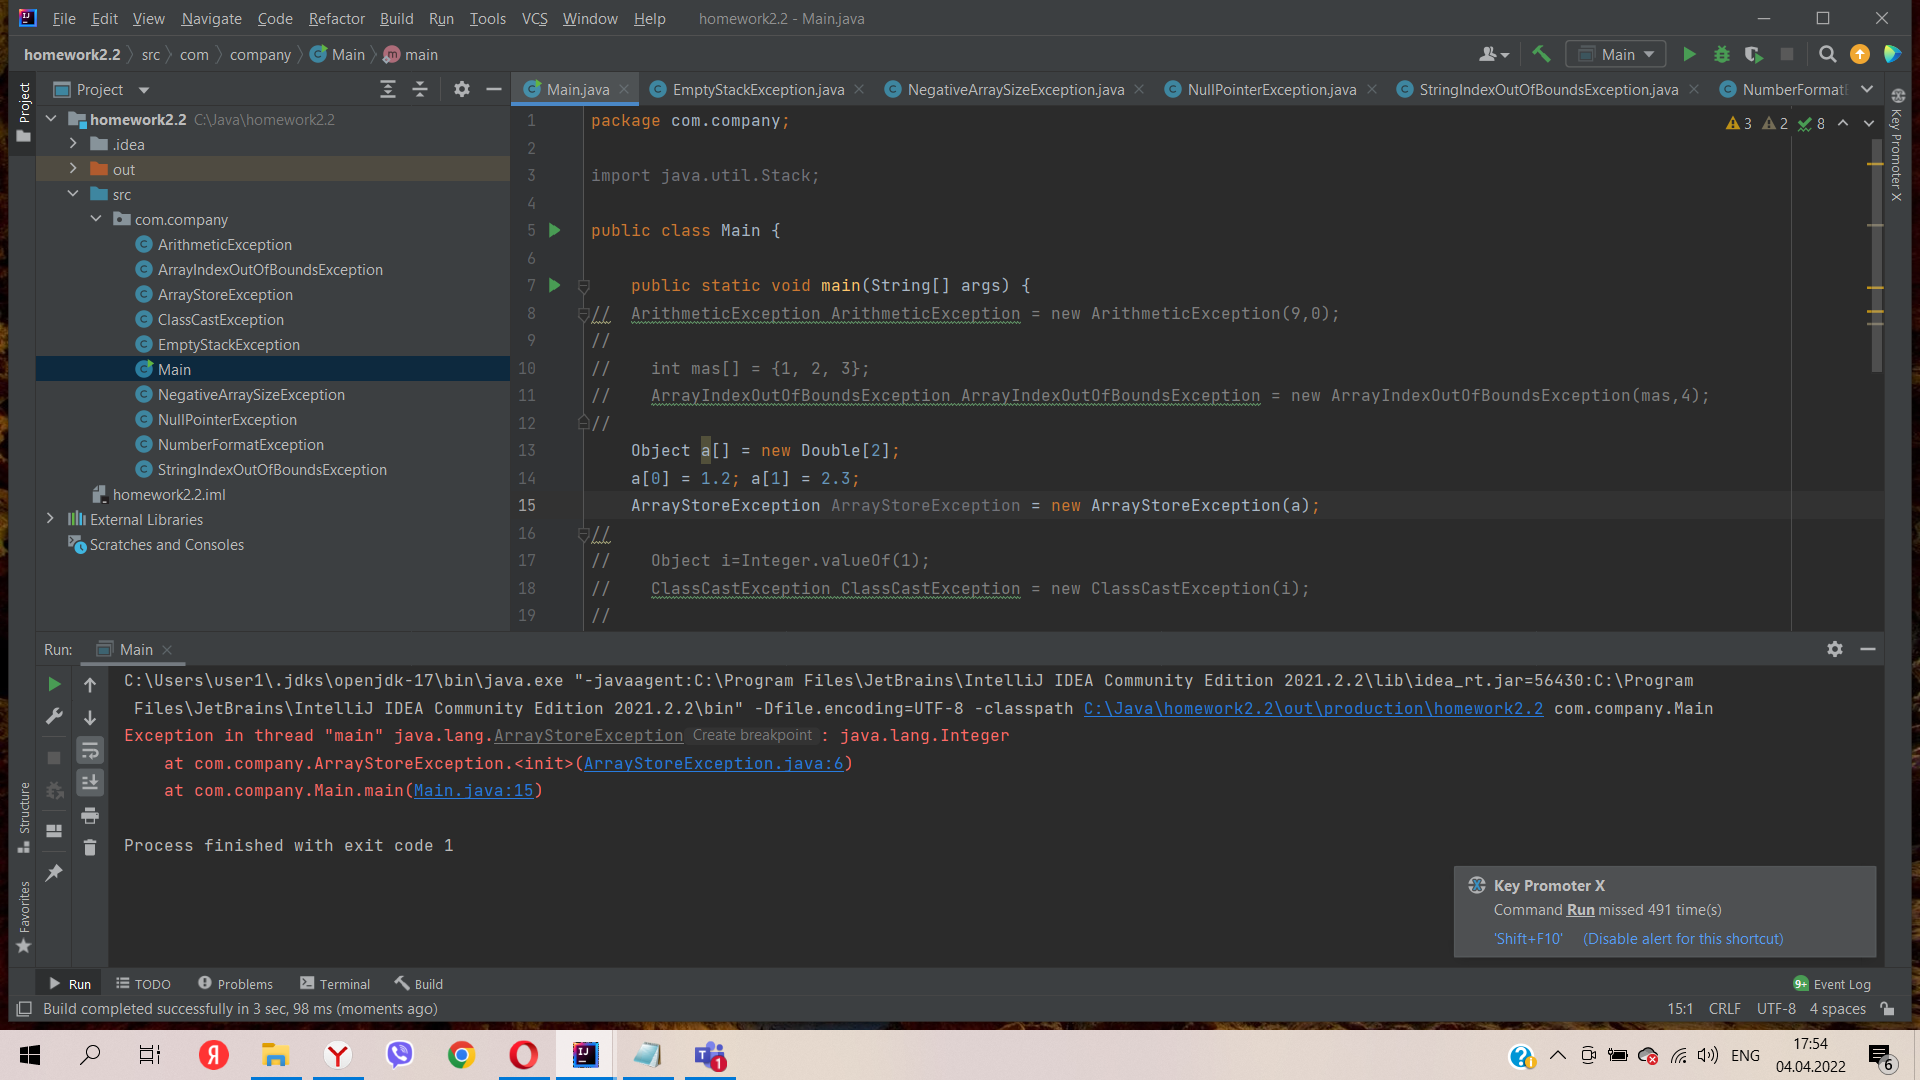 File Edit View Navigate Code Refactor Build Run Tools VCS Window Help homework2.2 - Main.java
homework2.2 src com company Main main
Main
Project
Main.java EmptyStackException.java NegativeArraySizeException.java NullPointerException.java StringIndexOutOfBoundsException.java NumberFormat
Project
homework2.2 C:\Java\homework2.2
.idea
out
src
com.company
ArithmeticException
ArrayIndexOutOfBoundsException
ArrayStoreException
ClassCastException
EmptyStackException
Main
NegativeArraySizeException
NullPointerException
NumberFormatException
StringIndexOutOfBoundsException
homework2.2.iml
External Libraries
Scratches and Consoles
3 2 8
Key Promoter X
1 package com.company;
2
3 import java.util.Stack;
4
5 public class Main {
6
7 public static void main(String[] args) {
8 // ArithmeticException ArithmeticException = new ArithmeticException(9,0);
9 //
10 // int mas[] = {1, 2, 3};
11 // ArrayIndexOutOfBoundsException ArrayIndexOutOfBoundsException = new ArrayIndexOutOfBoundsException(mas,4);
12 //
13 Object a[] = new Double[2];
14 a[0] = 1.2; a[1] = 2.3;
15 ArrayStoreException ArrayStoreException = new ArrayStoreException(a);
16 //
17 // Object i=Integer.valueOf(1);
18 // ClassCastException ClassCastException = new ClassCastException(i);
19 //
Run: Main
C:\Users\user1\.jdks\openjdk-17\bin\java.exe "-javaagent:C:\Program Files\JetBrains\IntelliJ IDEA Community Edition 2021.2.2\lib\idea_rt.jar=56430:C:\Program
Files\JetBrains\IntelliJ IDEA Community Edition 2021.2.2\bin" -Dfile.encoding=UTF-8 -classpath C:\Java\homework2.2\out\production\homework2.2 com.company.Main
Exception in thread "main" java.lang.ArrayStoreException Create breakpoint : java.lang.Integer
at com.company.ArrayStoreException.<init>(ArrayStoreException.java:6)
at com.company.Main.main(Main.java:15)
Process finished with exit code 1
Structure
Favorites
Key Promoter X
Command Run missed 491 time(s)
'Shift+F10' (Disable alert for this shortcut)
Run TODO Problems Terminal Build
9+ Event Log
Build completed successfully in 3 sec, 98 ms (moments ago)
15:1 CRLF UTF-8 4 spaces
Я
1
ENG
17:54
04.04.2022
6